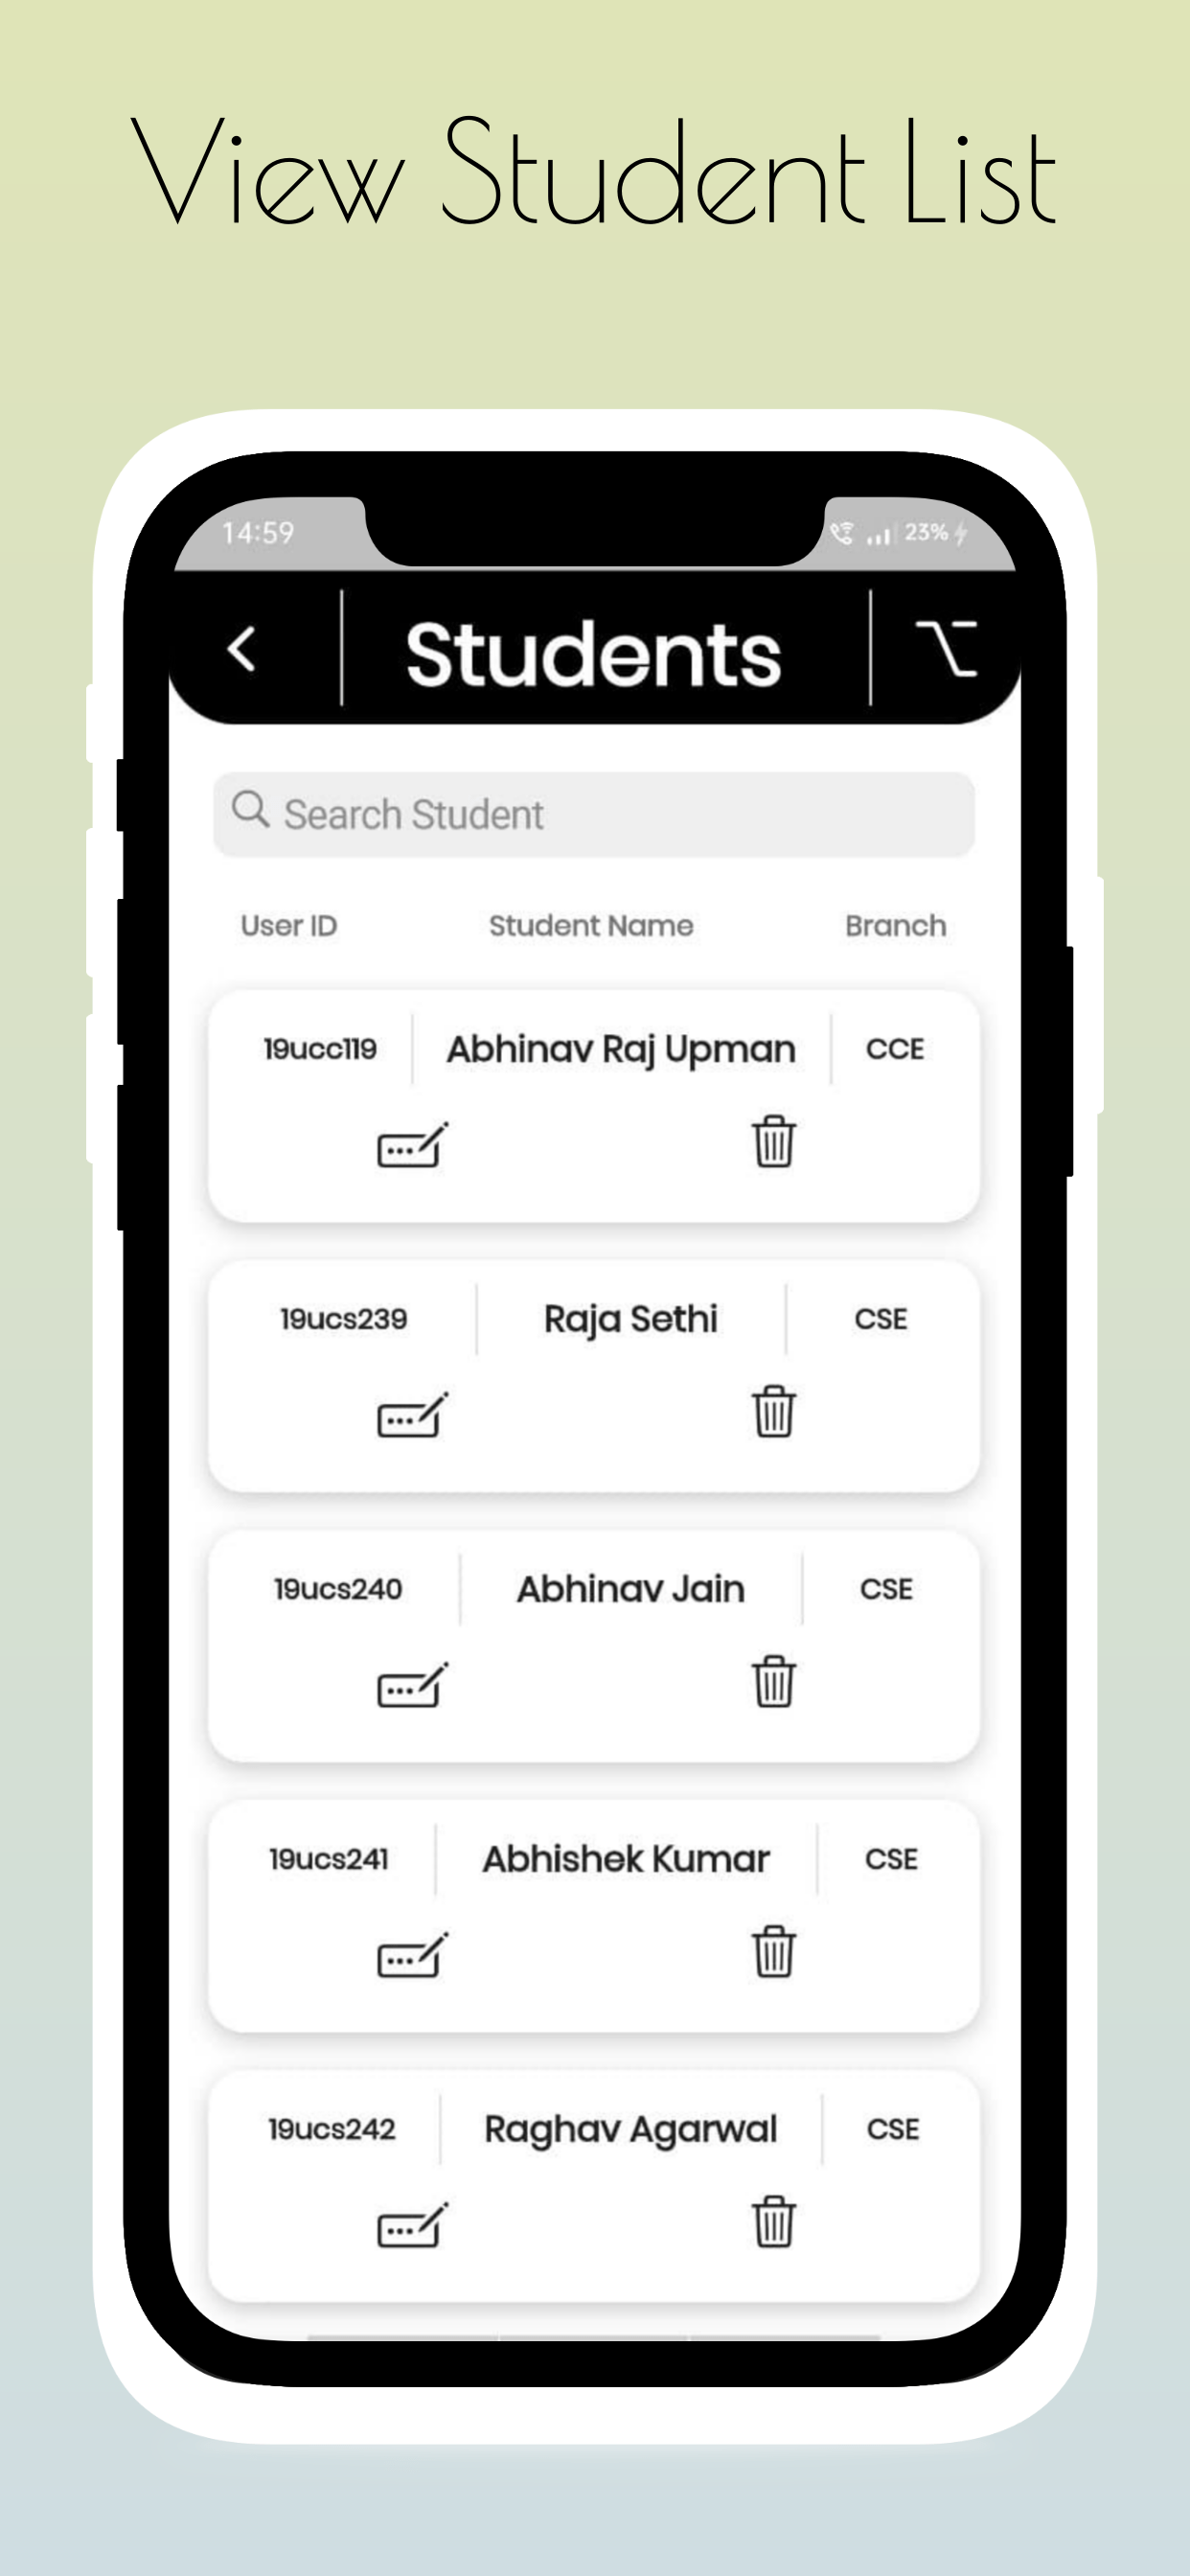 View Student List
14:59
23%
Students
Search Student
User ID Student Name Branch
19ucc119 Abhinav Raj Upman CCE
19ucs239 Raja Sethi CSE
19ucs240 Abhinav Jain CSE
19ucs241 Abhishek Kumar CSE
19ucs242 Raghav Agarwal CSE